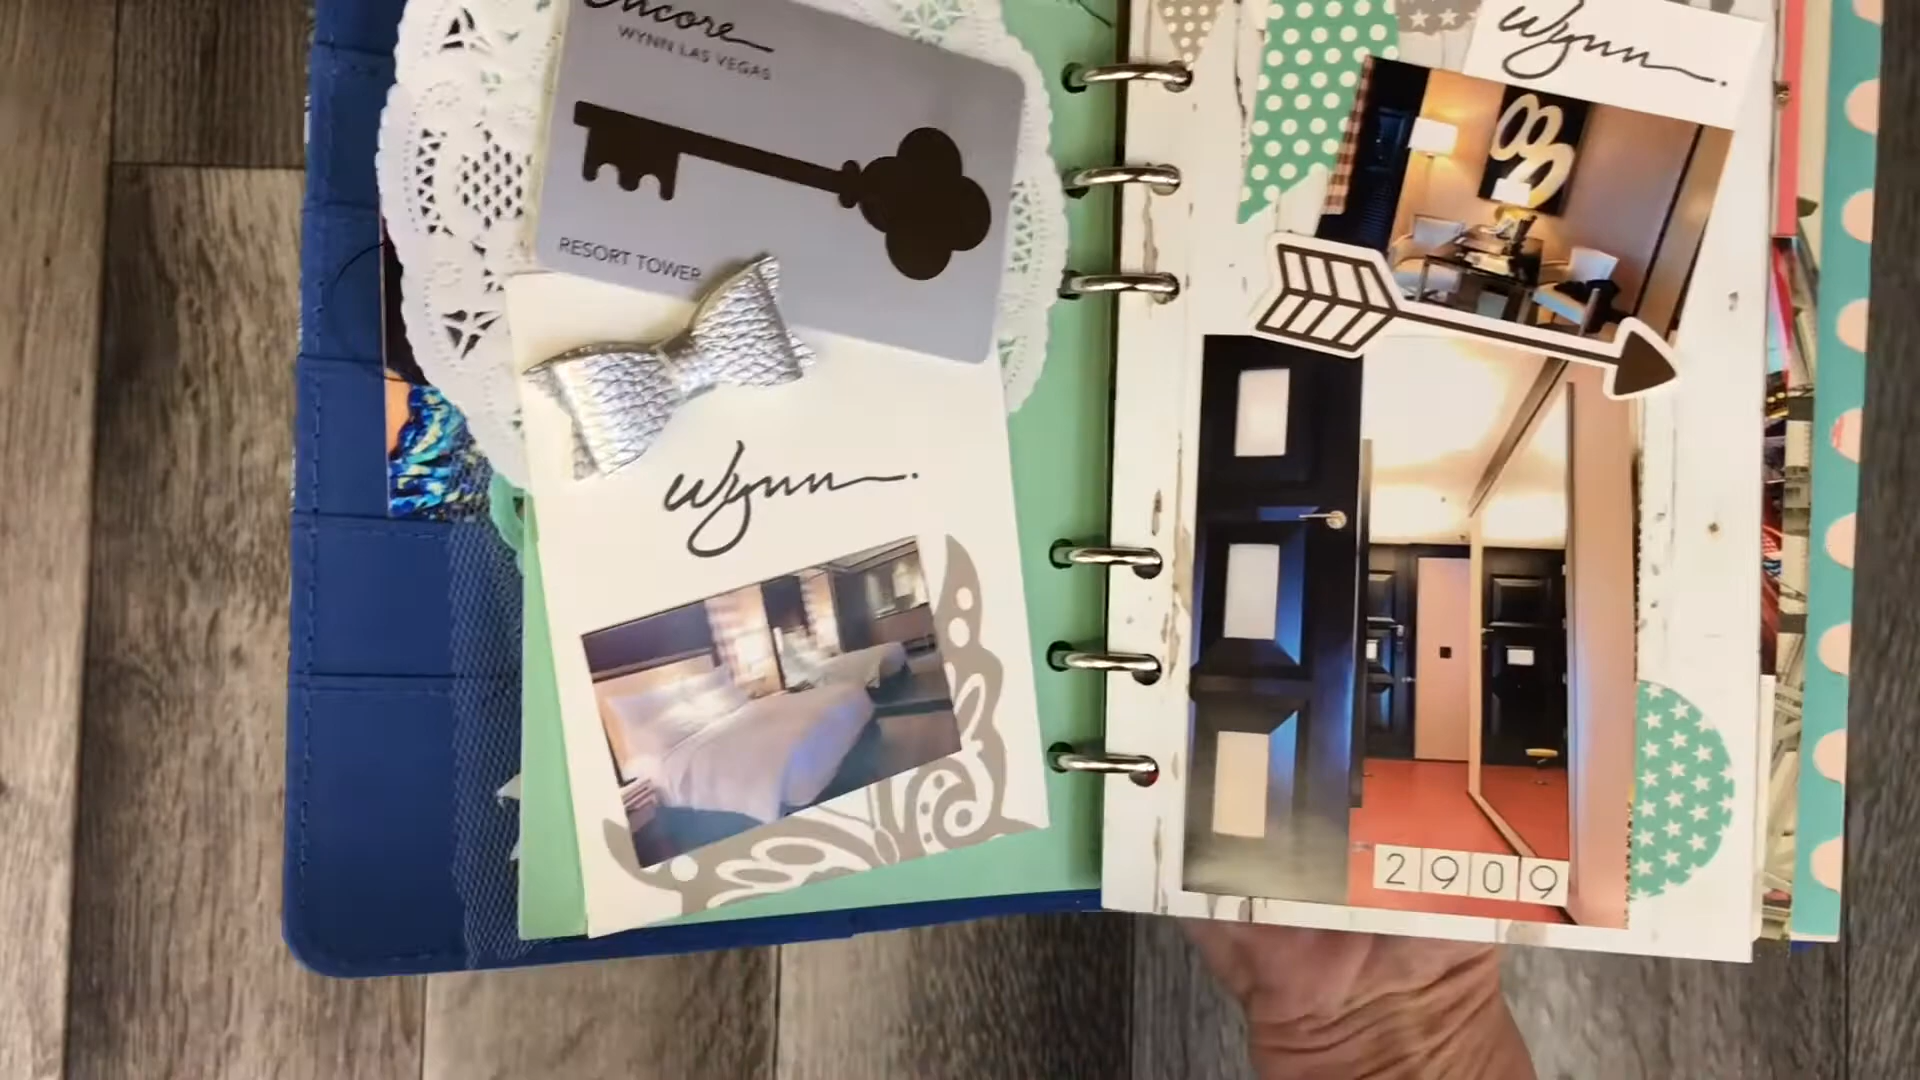 Encore
WYNN LAS VEGAS
RESORT TOWER
Wynn.
Wynn.
2909